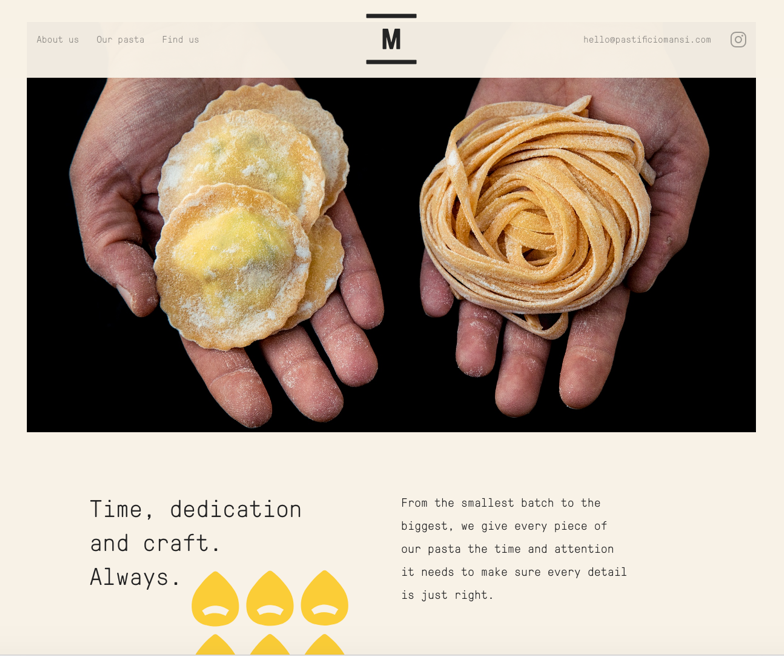 About us
Our pasta
Find us
M
hello@pastificiomansi.com
Time, dedication
and craft.
Always.
From the smallest batch to the
biggest, we give every piece of
our pasta the time and attention
it needs to make sure every detail
is just right.